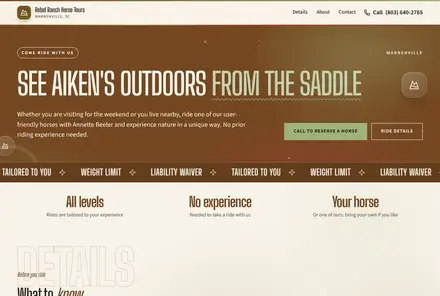 Rebel Ranch Horse Tours
WARRENVILLE, SC
Details
About
Contact
Call (803) 640-2765
COME RIDE WITH US
WARRENVILLE
SEE AIKEN'S OUTDOORS FROM THE SADDLE
Whether you are visiting for the weekend or you live nearby, ride one of our user-
friendly horses with Annette Beeler and experience nature in a unique way. No prior
riding experience needed.
CALL TO RESERVE A HORSE
RIDE DETAILS
TAILORED TO YOU
WEIGHT LIMIT
LIABILITY WAIVER
TAILORED TO YOU
WEIGHT LIMIT
LIABILITY WAIVER
All levels
Rides are tailored to your experience
No experience
Needed to take a ride with us
Your horse
Or one of ours, bring your own if you like
DETAILS
Before you ride
What to know